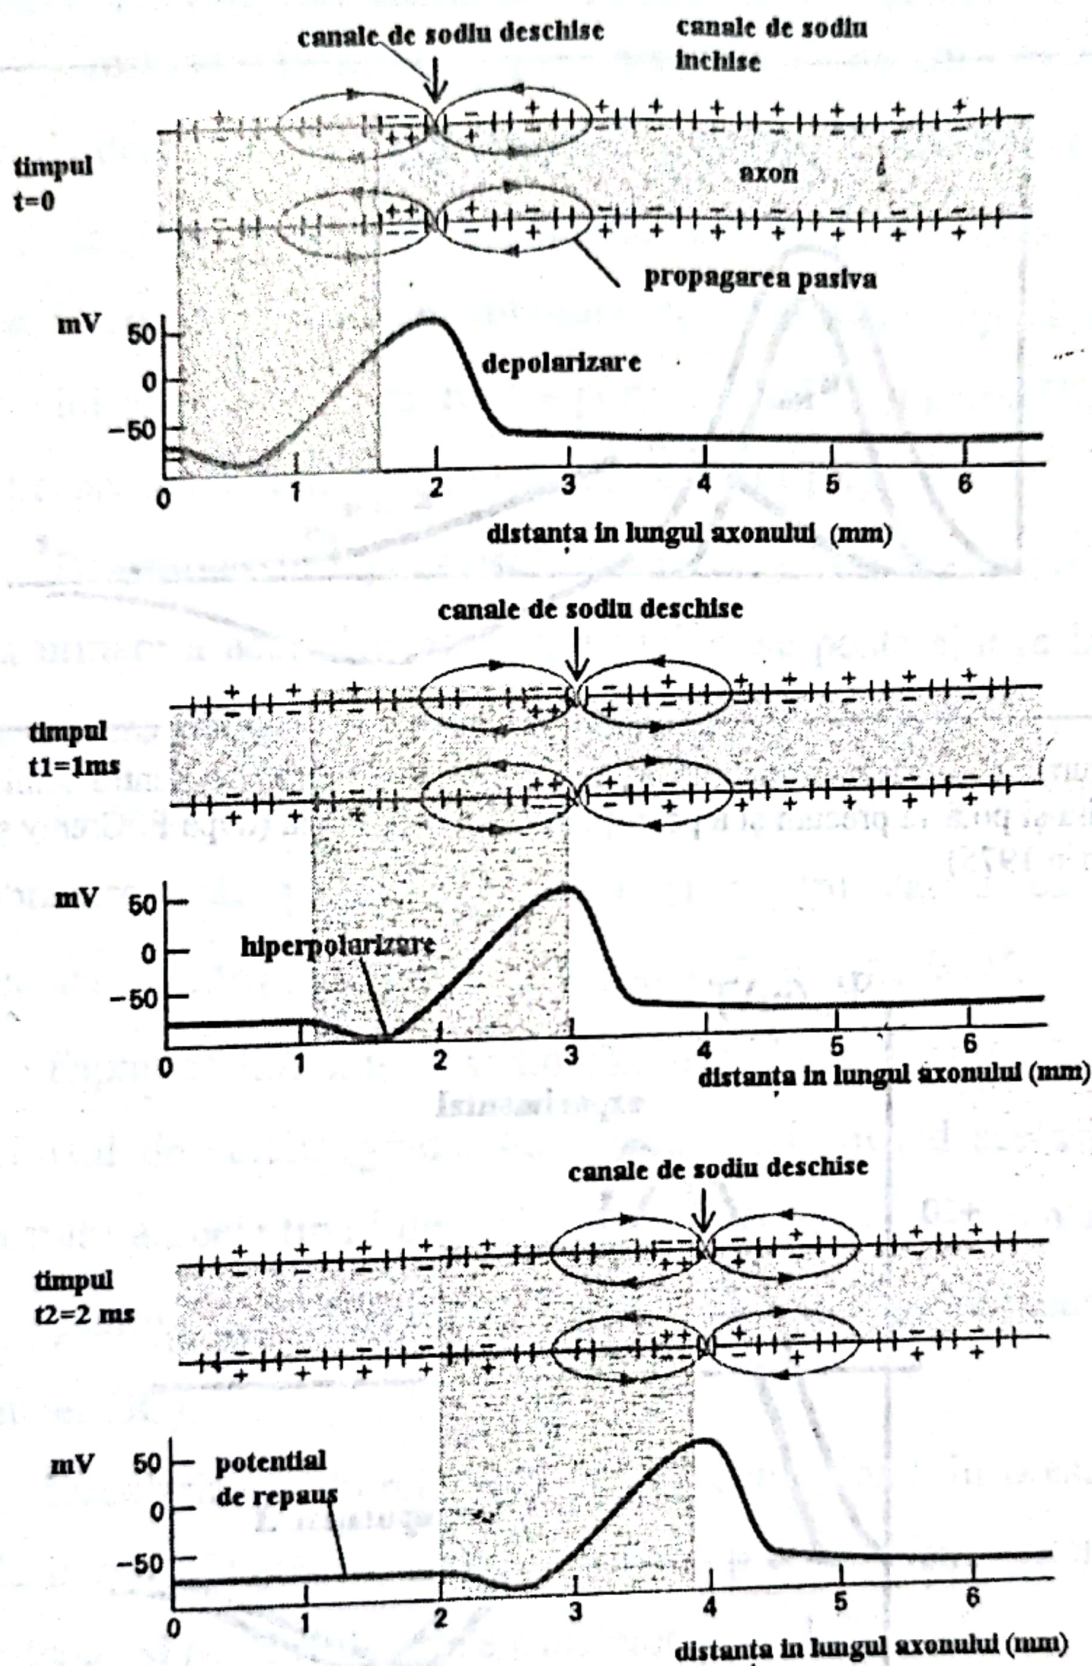 canale de sodiu deschise
canale de sodiu
inchise
timpul
t=0
axon
propagarea pasiva
mV
50
0
−50
depolarizare
0 1 2 3 4 5 6
distanța in lungul axonului (mm)
canale de sodiu deschise
timpul
t1=1ms
mV
50
0
−50
hiperpolarizare
0 1 2 3 4 5 6
distanța in lungul axonului (mm)
canale de sodiu deschise
timpul
t2=2 ms
mV
50
0
−50
potential
de repaus
0 1 2 3 4 5 6
distanța in lungul axonului (mm)